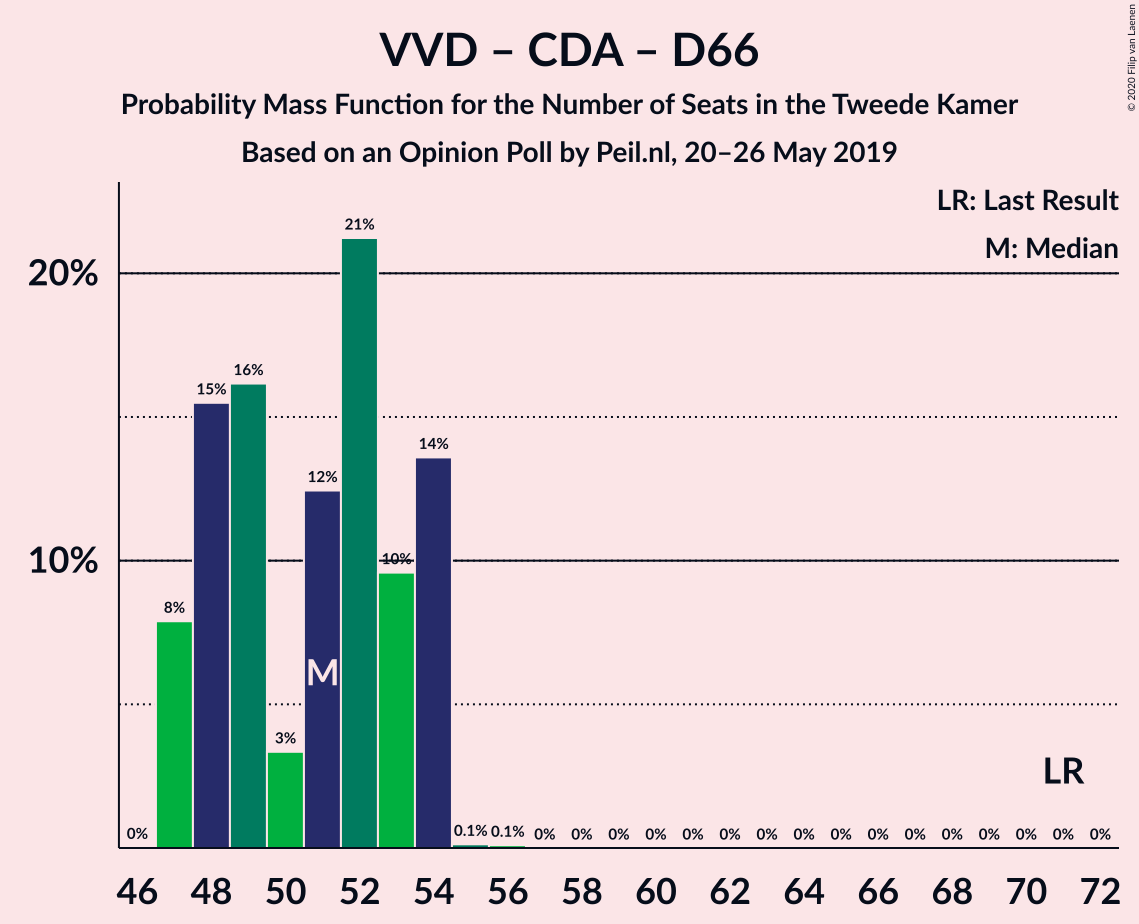 VVD – CDA – D66
Probability Mass Function for the Number of Seats in the Tweede Kamer
Based on an Opinion Poll by Peil.nl, 20–26 May 2019
© 2020 Filip van Laenen
LR: Last Result
M: Median
20%
10%
0% 8% 15% 16% 3% 12% 21% 10% 14% 0.1% 0.1% 0% 0% 0% 0% 0% 0% 0% 0% 0% 0% 0% 0% 0% 0% 0% 0%
M
LR
46 48 50 52 54 56 58 60 62 64 66 68 70 72